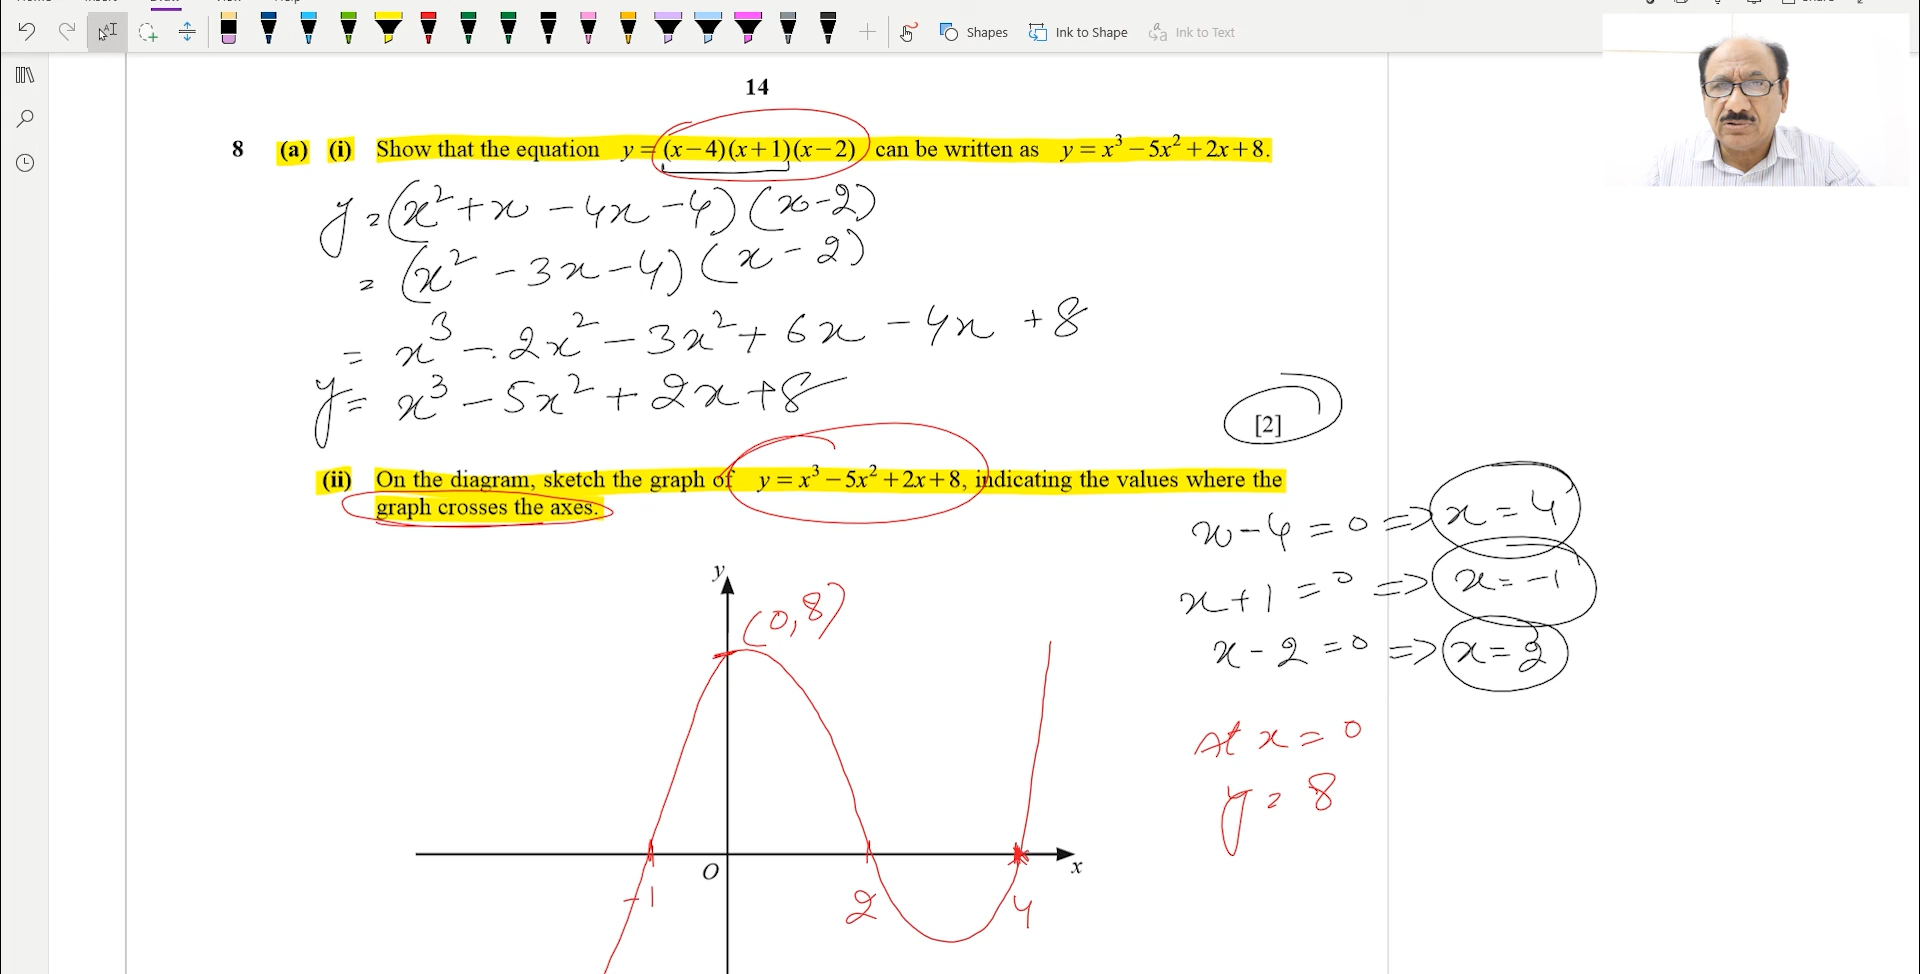 Shapes
Ink to Shape
Ink to Text
14
8 (a) (i) Show that the equation y = (x − 4)(x + 1)(x − 2) can be written as y = x³ − 5x² + 2x + 8.
y = (x² + x − 4x − 4) (x − 2)
= (x² − 3x − 4) (x − 2)
= x³ − 2x² − 3x² + 6x − 4x + 8
y = x³ − 5x² + 2x + 8
[2]
(ii) On the diagram, sketch the graph of y = x³ − 5x² + 2x + 8, indicating the values where the
graph crosses the axes.
x − 4 = 0 => x = 4
x + 1 = 0 => x = −1
x − 2 = 0 => x = 2
y
(0,8)
At x = 0
y = 8
O
x
−1
2
4